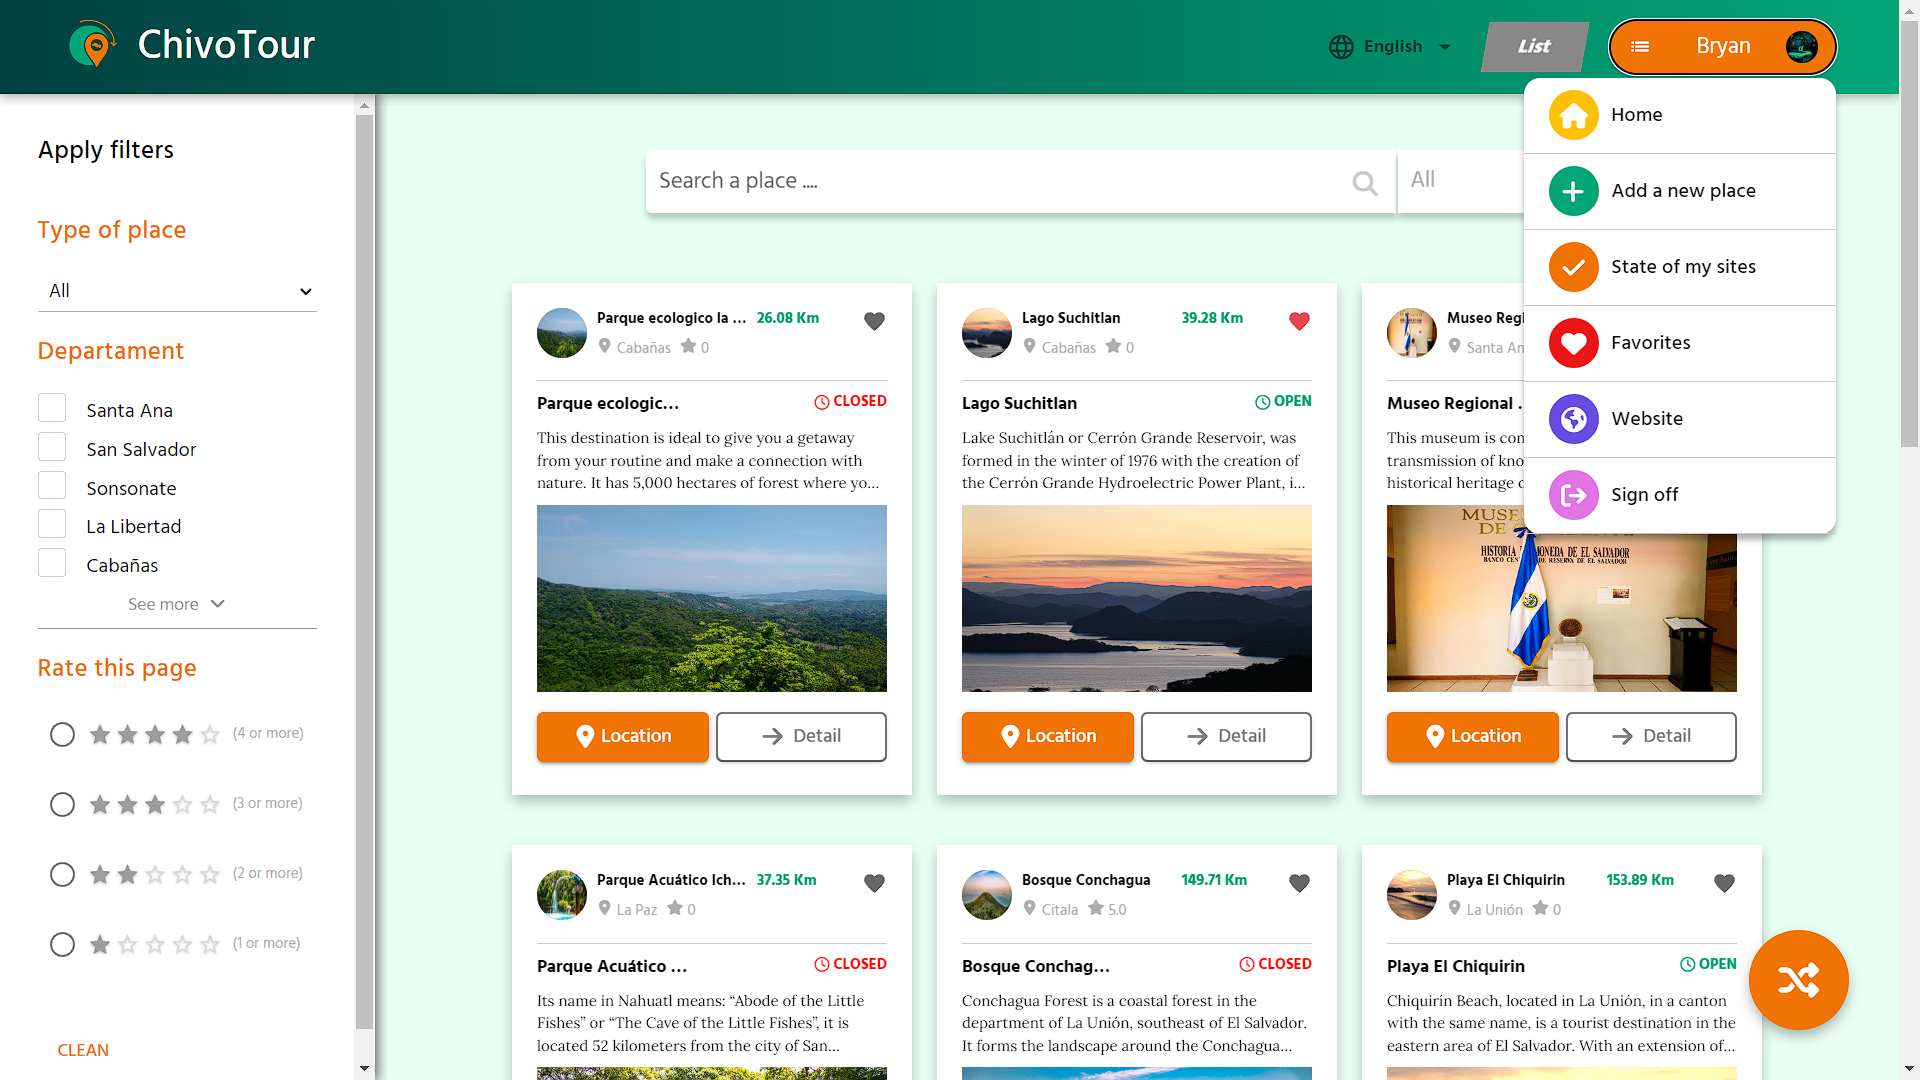 ChivoTour
English
List
Bryan
Home
Add a new place
State of my sites
Favorites
Website
Sign off
Apply filters
Type of place
All
Departament
Santa Ana
San Salvador
Sonsonate
La Libertad
Cabañas
See more
Rate this page
(4 or more)
(3 or more)
(2 or more)
(1 or more)
CLEAN
Search a place ....
All
Parque ecologico la ... 26.08 Km
Cabañas 0
Parque ecologic... CLOSED
This destination is ideal to give you a getaway
from your routine and make a connection with
nature. It has 5,000 hectares of forest where yo...
Location Detail
Lago Suchitlan 39.28 Km
Cabañas 0
Lago Suchitlan OPEN
Lake Suchitlán or Cerrón Grande Reservoir, was
formed in the winter of 1976 with the creation of
the Cerrón Grande Hydroelectric Power Plant, i...
Location Detail
Museo Regi
Santa An
Museo Regional .
This museum is con
transmission of kno
historical heritage
HISTORIA MONEDA DE EL SALVADOR
BANCO CEN DE RESERVA DE EL SALVADOR
Location Detail
Parque Acuático Ich... 37.35 Km
La Paz 0
Parque Acuático ... CLOSED
Its name in Nahuatl means: “Abode of the Little
Fishes” or “The Cave of the Little Fishes”, it is
located 52 kilometers from the city of San...
Bosque Conchagua 149.71 Km
Citala 5.0
Bosque Conchag... CLOSED
Conchagua Forest is a coastal forest in the
department of La Unión, southeast of El Salvador.
It forms the landscape around the Conchagua...
Playa El Chiquirin 153.89 Km
La Unión 0
Playa El Chiquirin OPEN
Chiquirín Beach, located in La Unión, in a canton
with the same name, is a tourist destination in the
eastern area of El Salvador. With an extension of...